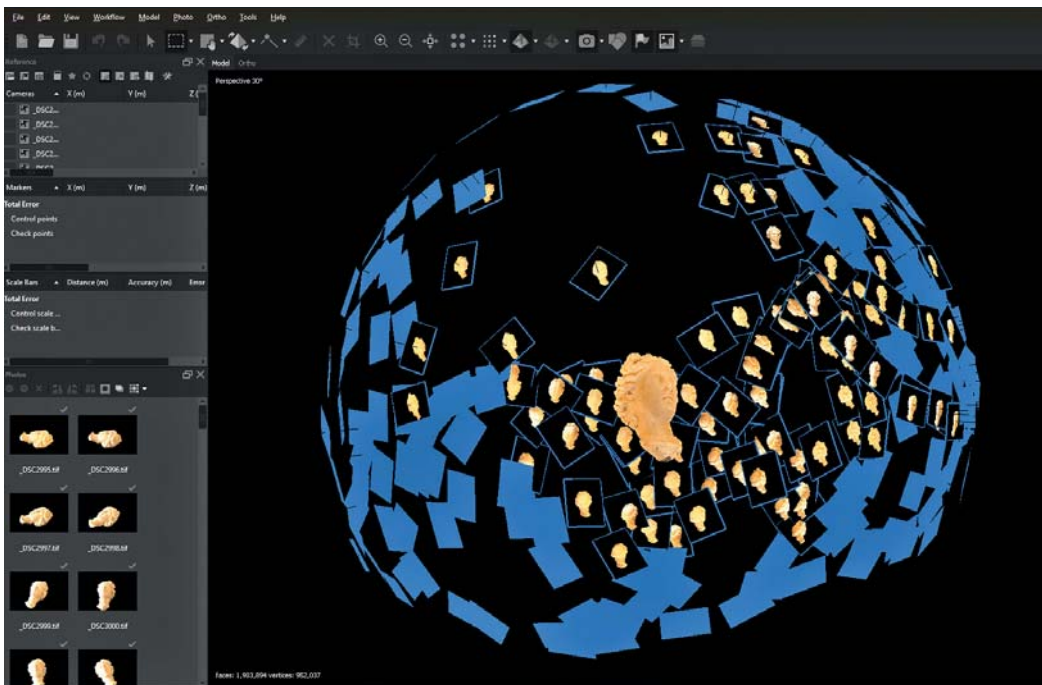 File Edit View Workflow Model Photo Ortho Tools Help
Reference
Model Ortho
Perspective 30°
Cameras X (m) Y (m) Z (
_DSC2...
_DSC2...
_DSC2...
_DSC2...
_DSC2...
Markers X (m) Y (m) Z (m)
Total Error
Control points
Check points
Scale Bars Distance (m) Accuracy (m) Error
Total Error
Control scale ...
Check scale b...
Photos
_DSC2995.tif _DSC2996.tif
_DSC2997.tif _DSC2998.tif
_DSC2999.tif _DSC3000.tif
Faces: 1,903,894 vertices: 952,037